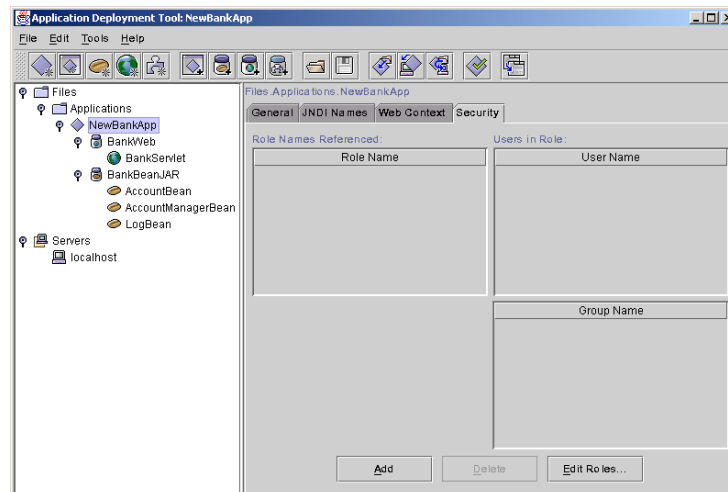 Application Deployment Tool: NewBankApp
File Edit Tools Help
Files
Applications
NewBankApp
BankWeb
BankServlet
BankBeanJAR
AccountBean
AccountManagerBean
LogBean
Servers
localhost
Files.Applications.NewBankApp
General JNDI Names Web Context Security
Role Names Referenced: Users in Role:
Role Name User Name
Group Name
Add Delete Edit Roles...